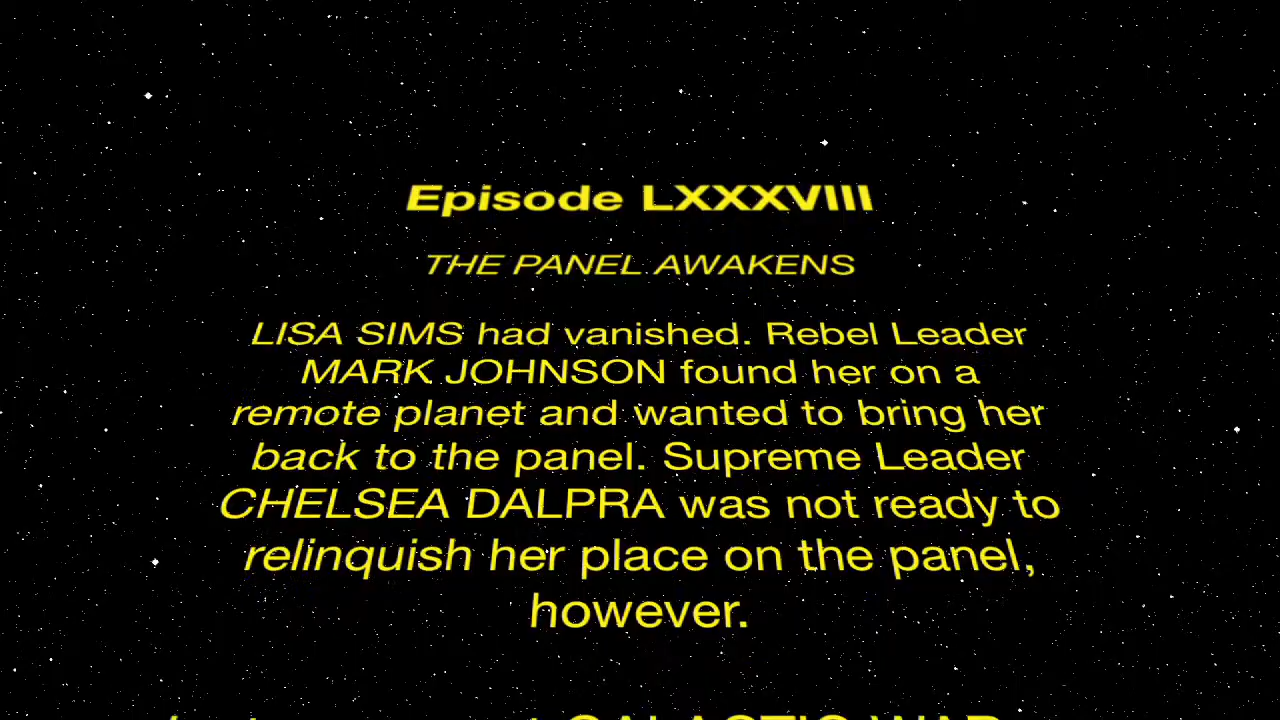 Episode LXXXVIII
THE PANEL AWAKENS
LISA SIMS had vanished. Rebel Leader
MARK JOHNSON found her on a
remote planet and wanted to bring her
back to the panel. Supreme Leader
CHELSEA DALPRA was not ready to
relinquish her place on the panel,
however.
GALACTIC WAR